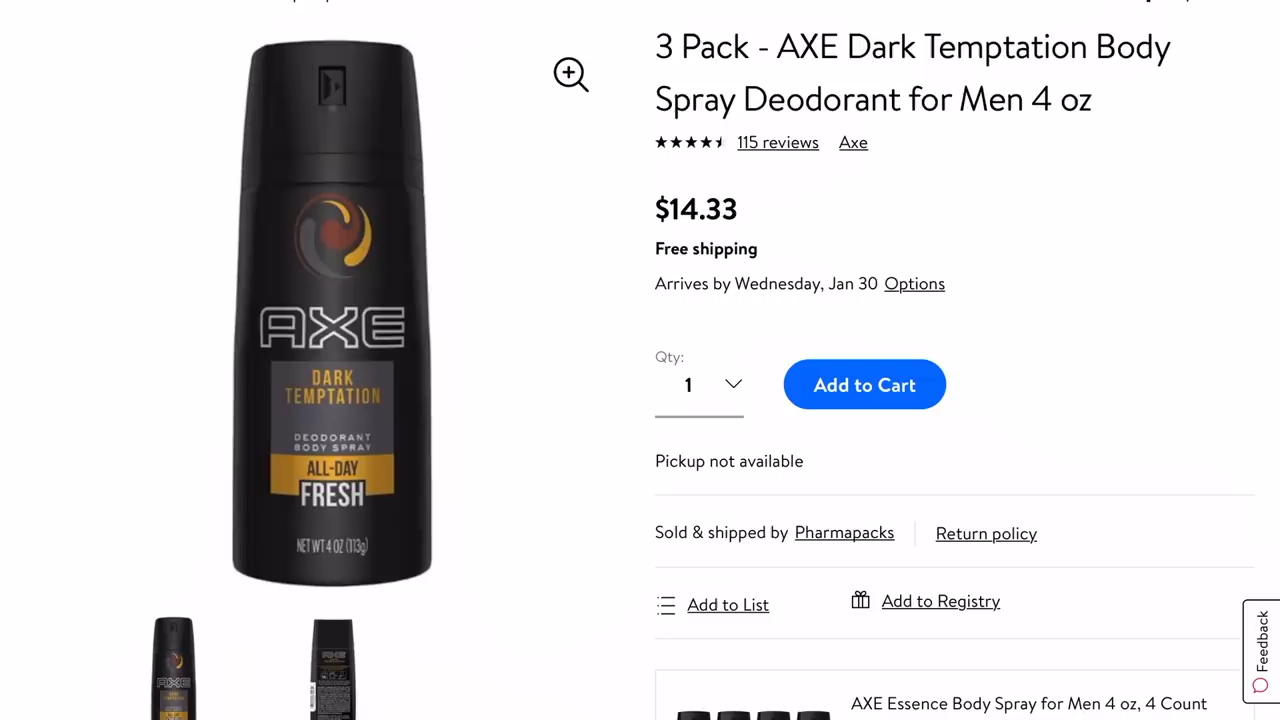 3 Pack - AXE Dark Temptation Body
Spray Deodorant for Men 4 oz
115 reviews Axe
$14.33
Free shipping
Arrives by Wednesday, Jan 30 Options
Qty:
1
Add to Cart
Pickup not available
Sold & shipped by Pharmapacks Return policy
Add to List Add to Registry
AXE Essence Body Spray for Men 4 oz, 4 Count
Feedback
AXE
DARK
TEMPTATION
DEODORANT
BODY SPRAY
ALL-DAY
FRESH
NET WT 4 OZ (113g)
AXE
AXE